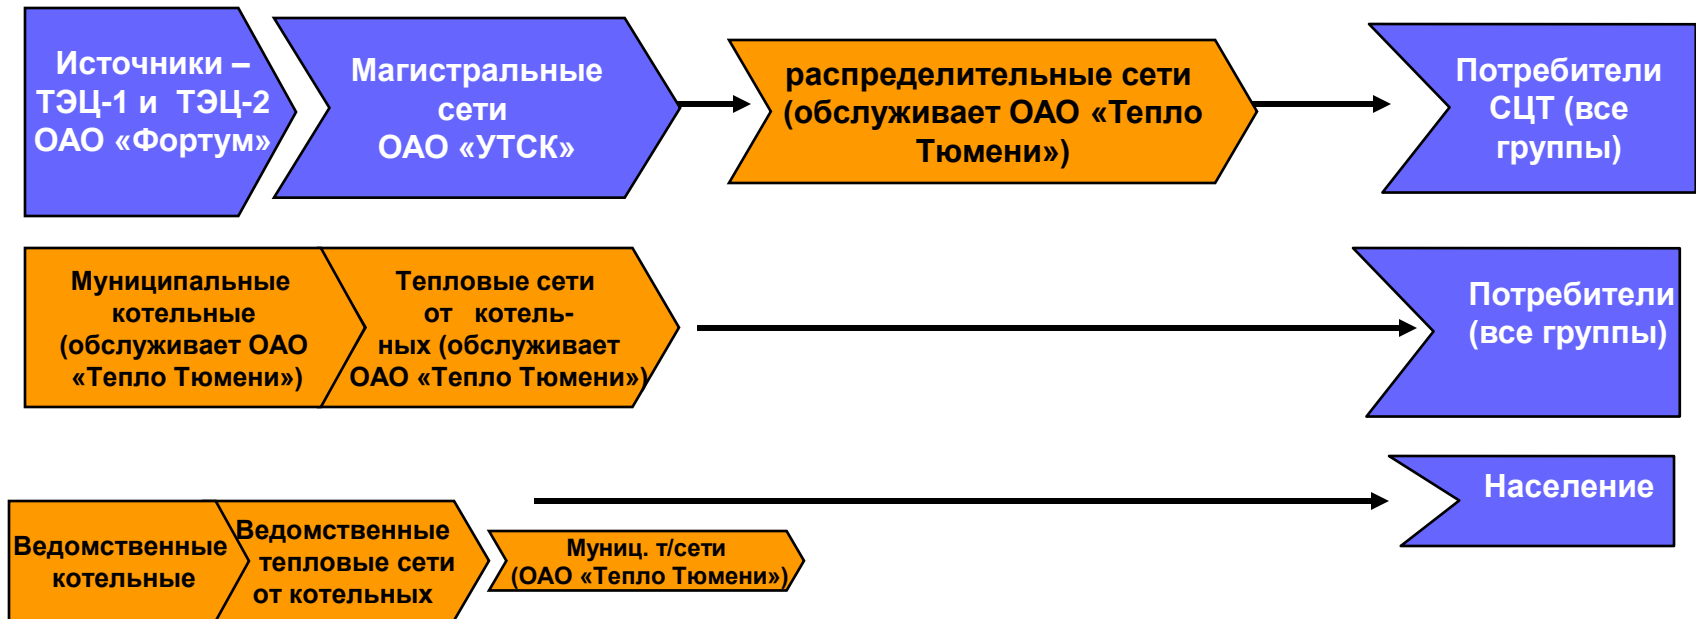 Источники –
ТЭЦ-1 и ТЭЦ-2
ОАО «Фортум»
Магистральные
сети
ОАО «УТСК»
распределительные сети
(обслуживает ОАО «Тепло
Тюмени»)
Потребители
СЦТ (все
группы)
Муниципальные
котельные
(обслуживает ОАО
«Тепло Тюмени»)
Тепловые сети
от котель-
ных (обслуживает
ОАО «Тепло Тюмени»)
Потребители
(все группы)
Ведомственные
котельные
Ведомственные
тепловые сети
от котельных
Муниц. т/сети
(ОАО «Тепло Тюмени»)
Население